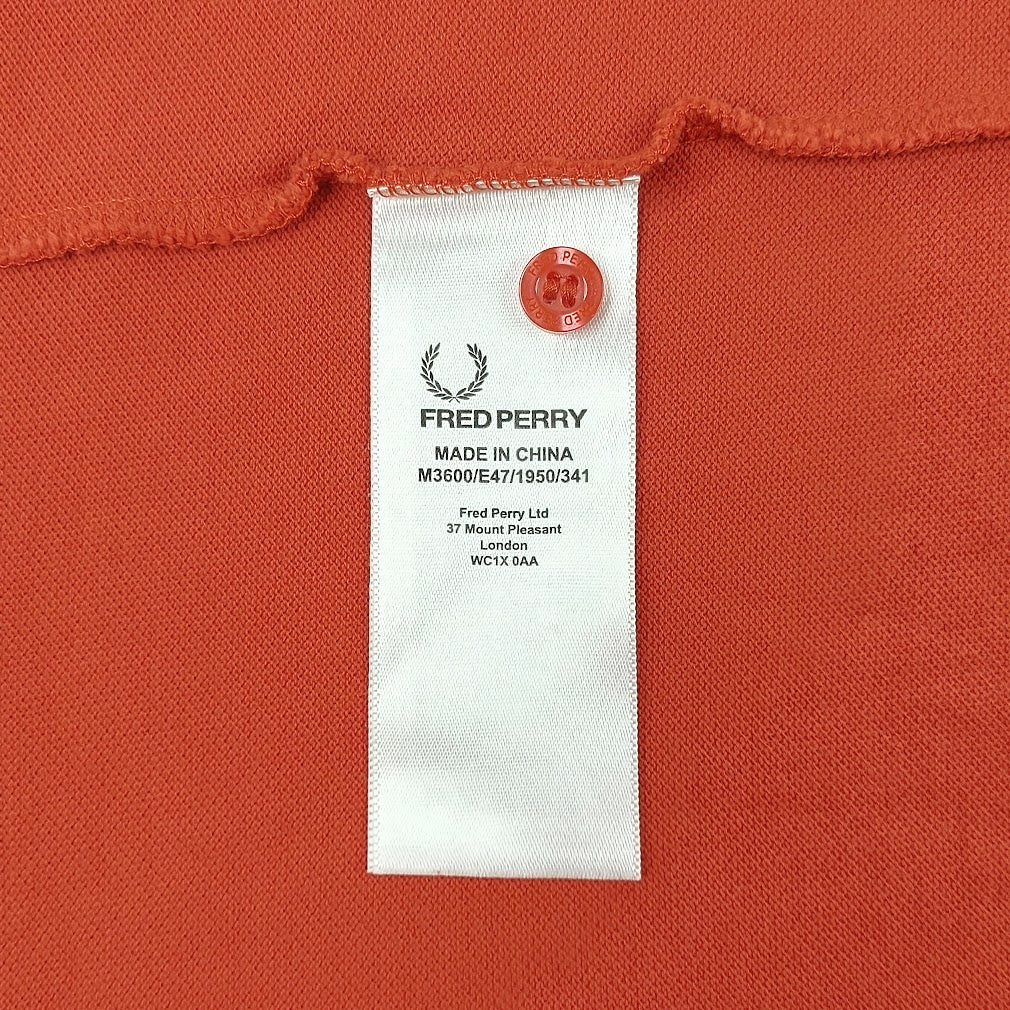 FRED PERRY
MADE IN CHINA
M3600/E47/1950/341
Fred Perry Ltd
37 Mount Pleasant
London
WC1X 0AA